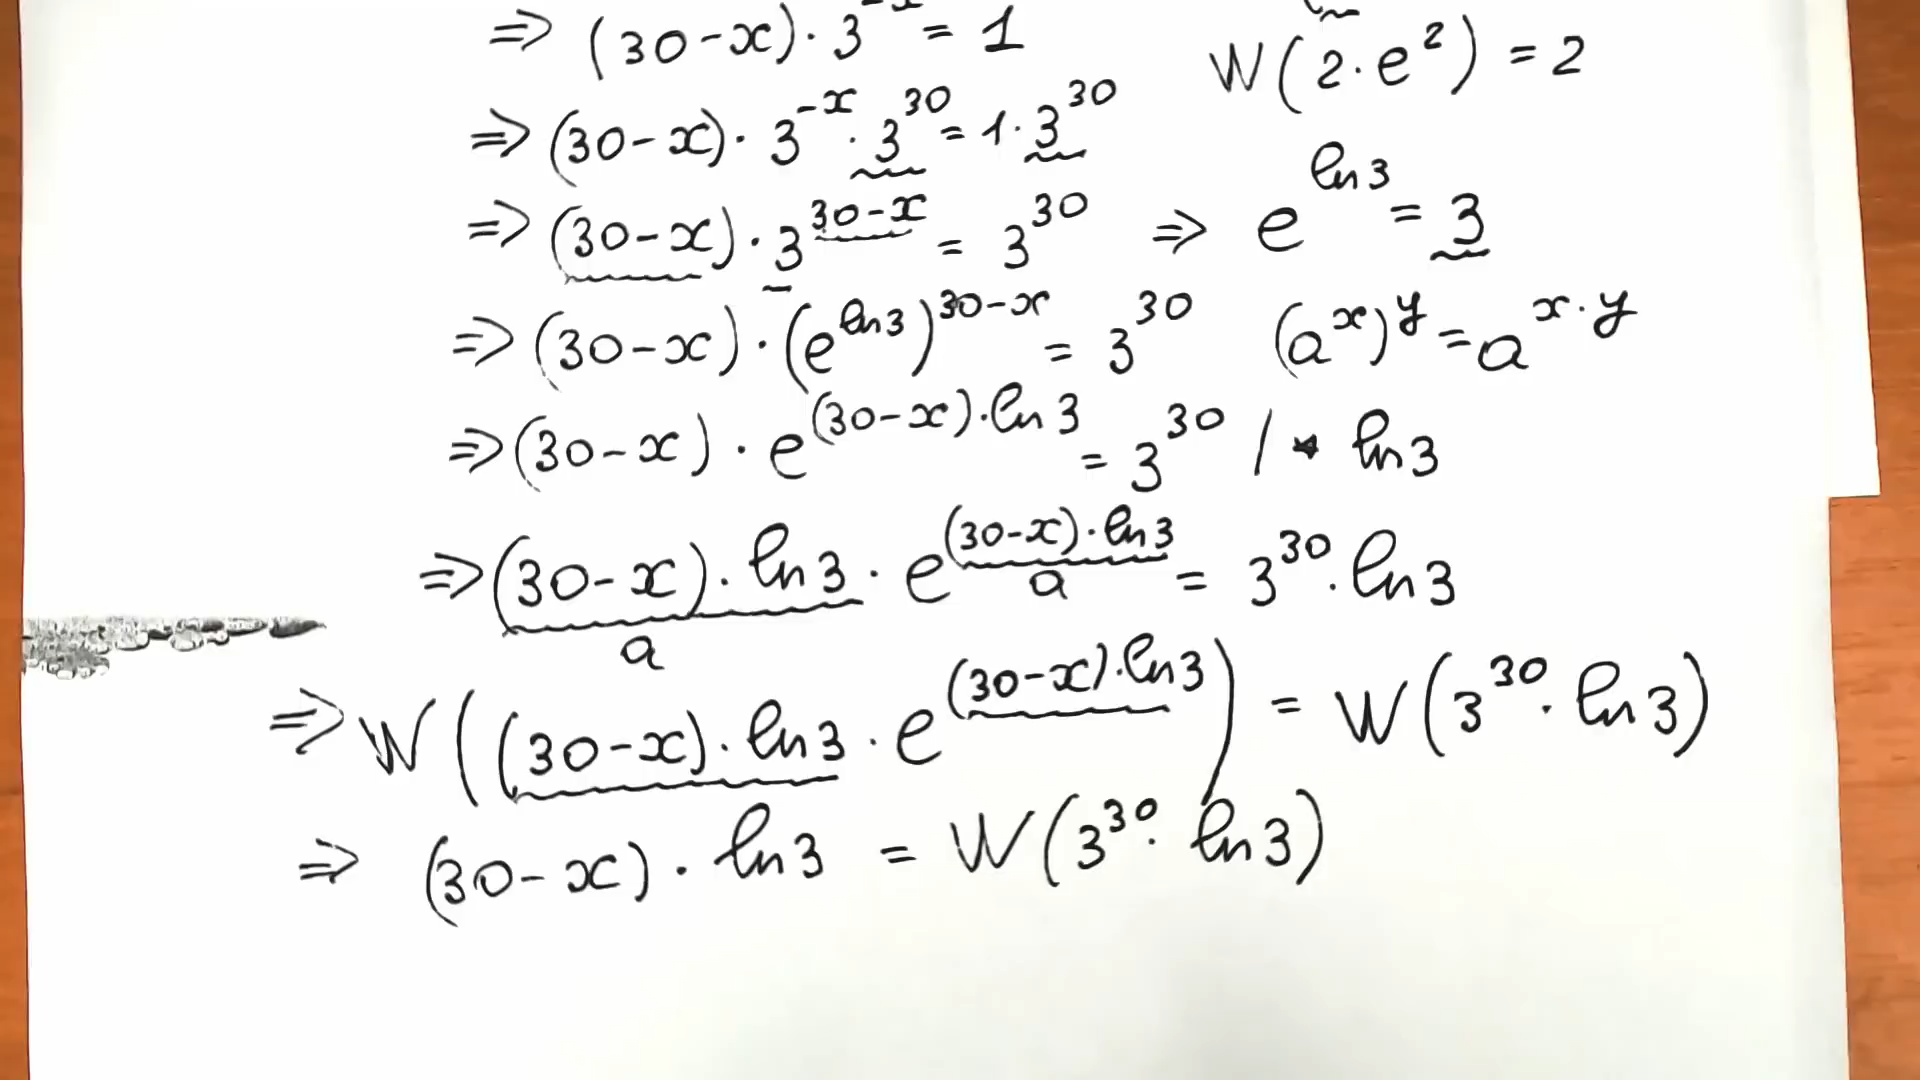 ⇒ (30-x)·3^-x = 1
W(2·e^2) = 2
⇒ (30-x)·3^-x·3^30 = 1·3^30
⇒ (30-x)·3^30-x = 3^30 ⇒ e^ln3 = 3
⇒ (30-x)·(e^ln3)^30-x = 3^30 (a^x)^y = a^x·y
⇒ (30-x)·e^(30-x)·ln3 = 3^30 /· ln3
⇒ (30-x)·ln3·e^(30-x)·ln3 = 3^30·ln3
a a
⇒ W((30-x)·ln3·e^(30-x)·ln3) = W(3^30·ln3)
⇒ (30-x)·ln3 = W(3^30·ln3)